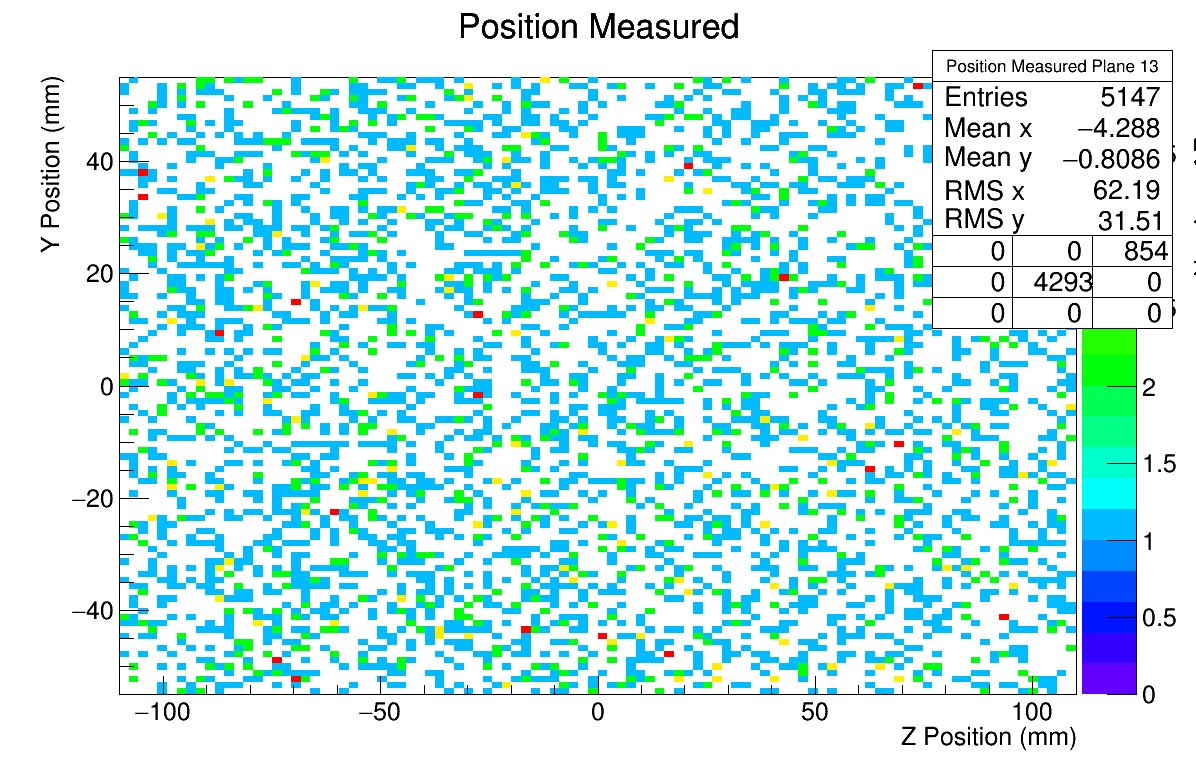 Position Measured
Y Position (mm)
Position Measured Plane 13
Entries 5147
Mean x −4.288
Mean y −0.8086
RMS x 62.19
RMS y 31.51
0 0 854
0 4293 0
0 0 0
40
20
0
−20
−40
2
1.5
1
0.5
0
−100 −50 0 50 100
Z Position (mm)